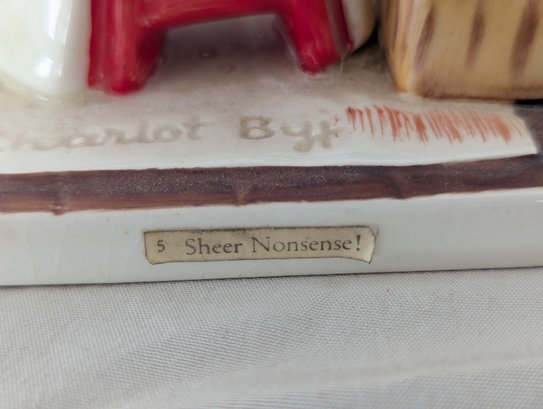 Chariot Byj
5 Sheer Nonsense!